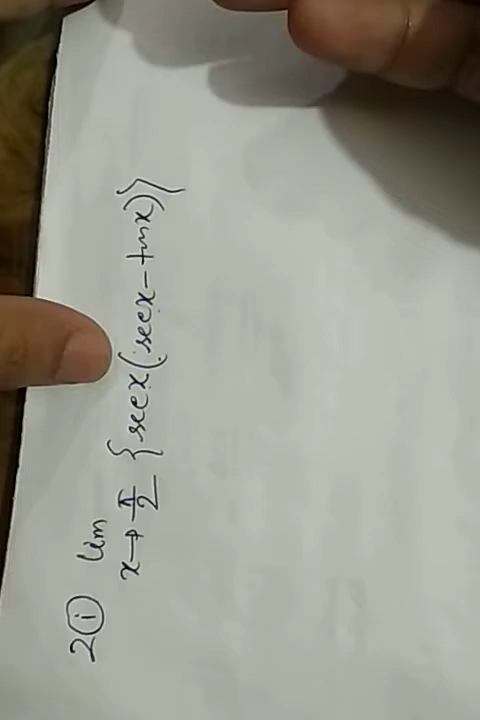 2(i) lim {secx(secx-tanx)}
x→π/2